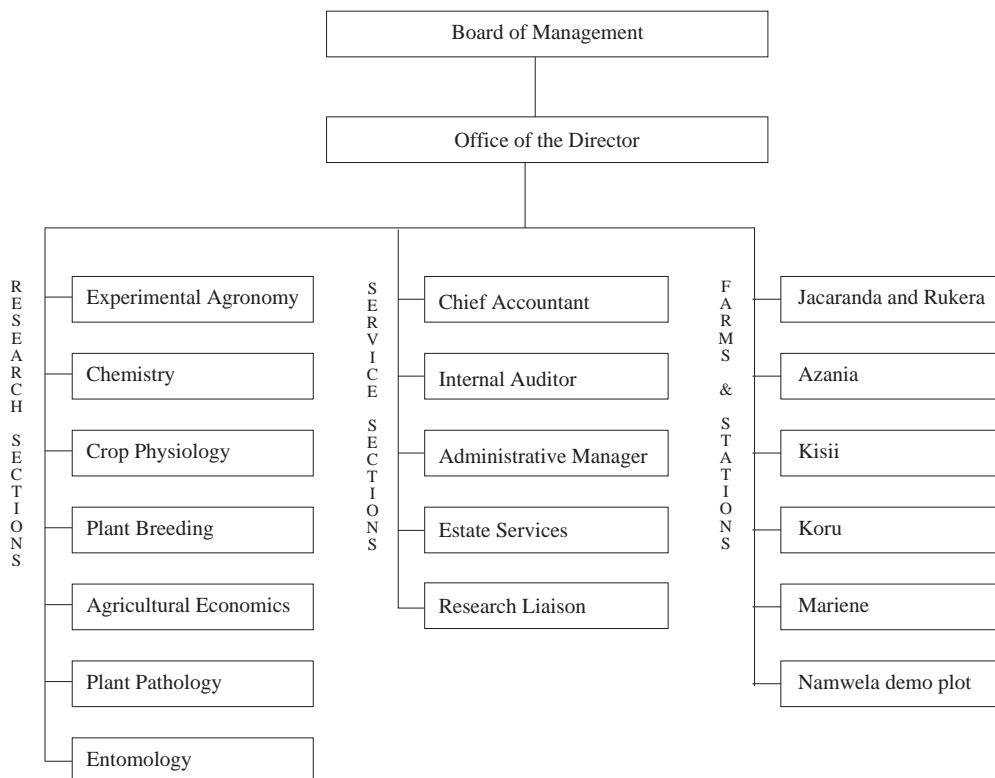 Board of Management
Office of the Director
RESEARCH SECTIONS
Experimental Agronomy
Chemistry
Crop Physiology
Plant Breeding
Agricultural Economics
Plant Pathology
Entomology
SERVICE SECTIONS
Chief Accountant
Internal Auditor
Administrative Manager
Estate Services
Research Liaison
FARMS & STATIONS
Jacaranda and Rukera
Azania
Kisii
Koru
Mariene
Namwela demo plot